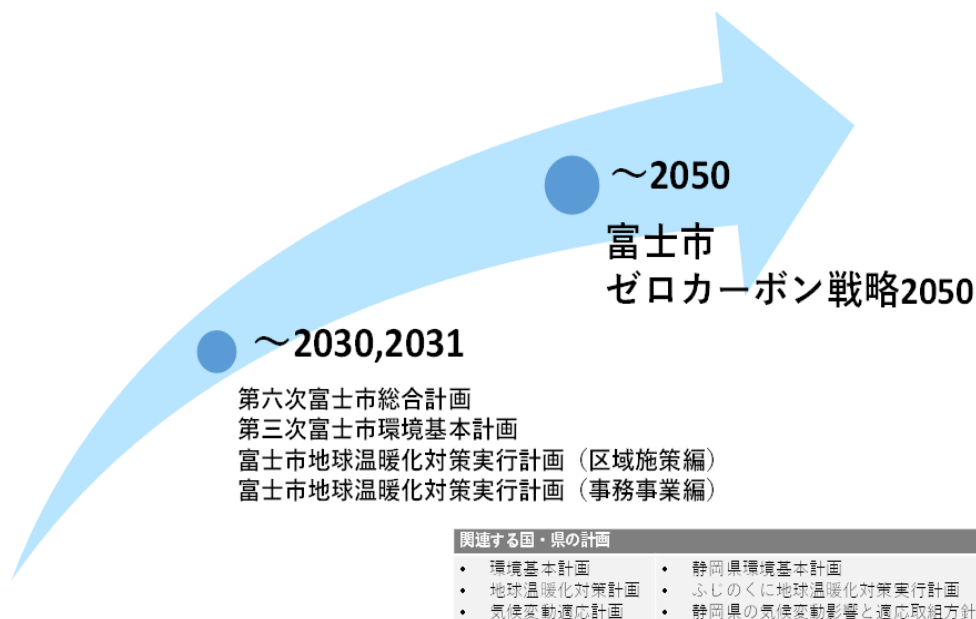 ～2050
富士市
ゼロカーボン戦略2050
～2030,2031
第六次富士市総合計画
第三次富士市環境基本計画
富士市地球温暖化対策実行計画（区域施策編）
富士市地球温暖化対策実行計画（事務事業編）
関連する国・県の計画
• 環境基本計画
• 地球温暖化対策計画
• 気候変動適応計画
• 静岡県環境基本計画
• ふじのくに地球温暖化対策実行計画
• 静岡県の気候変動影響と適応取組方針